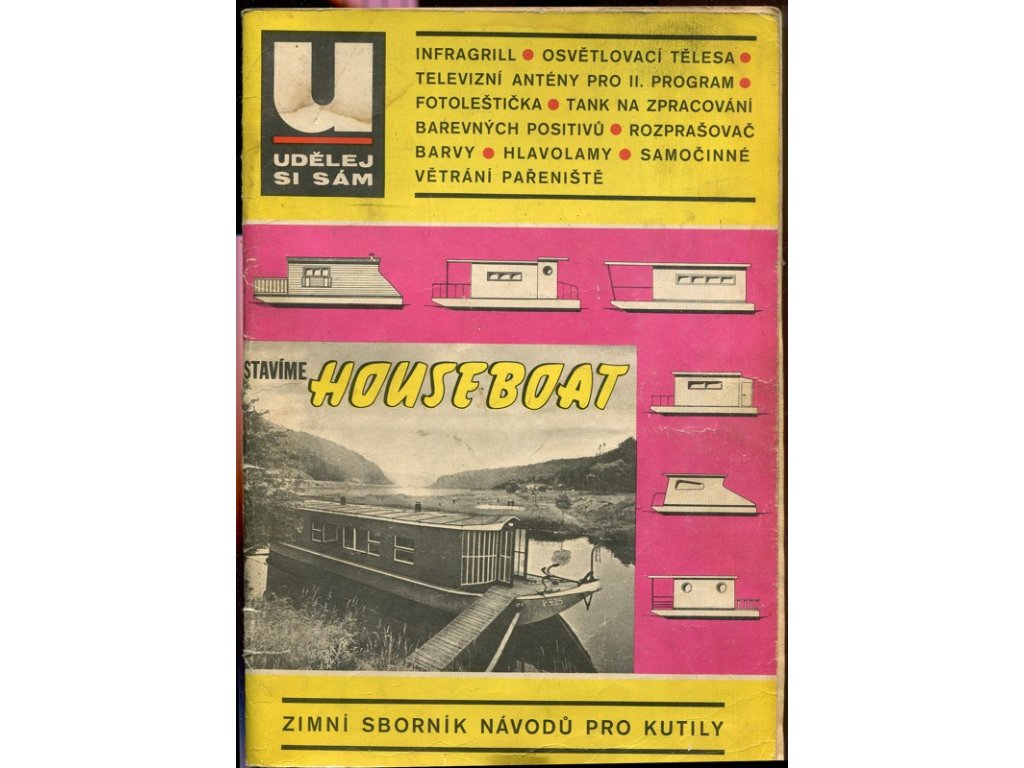 u
UDĚLEJ
SI SÁM
INFRAGRILL ● OSVĚTLOVACÍ TĚLESA ●
TELEVIZNÍ ANTÉNY PRO II. PROGRAM ●
FOTOLEŠTIČKA ● TANK NA ZPRACOVÁNÍ
BAREVNÝCH POSITIVŮ ● ROZPRAŠOVAČ
BARVY ● HLAVOLAMY ● SAMOČINNÉ
VĚTRÁNÍ PAŘENIŠTĚ
STAVÍME HOUSEBOAT
ZIMNÍ SBORNÍK NÁVODŮ PRO KUTILY